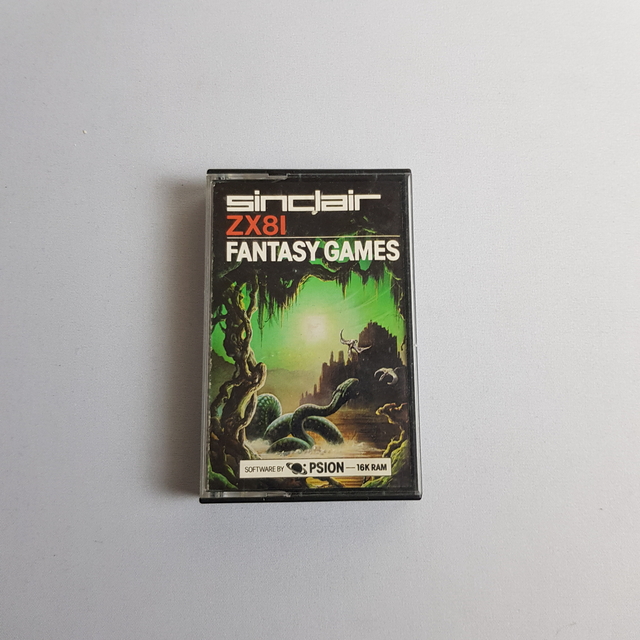 sinclair
ZX81
FANTASY GAMES
SOFTWARE BY PSION — 16K RAM